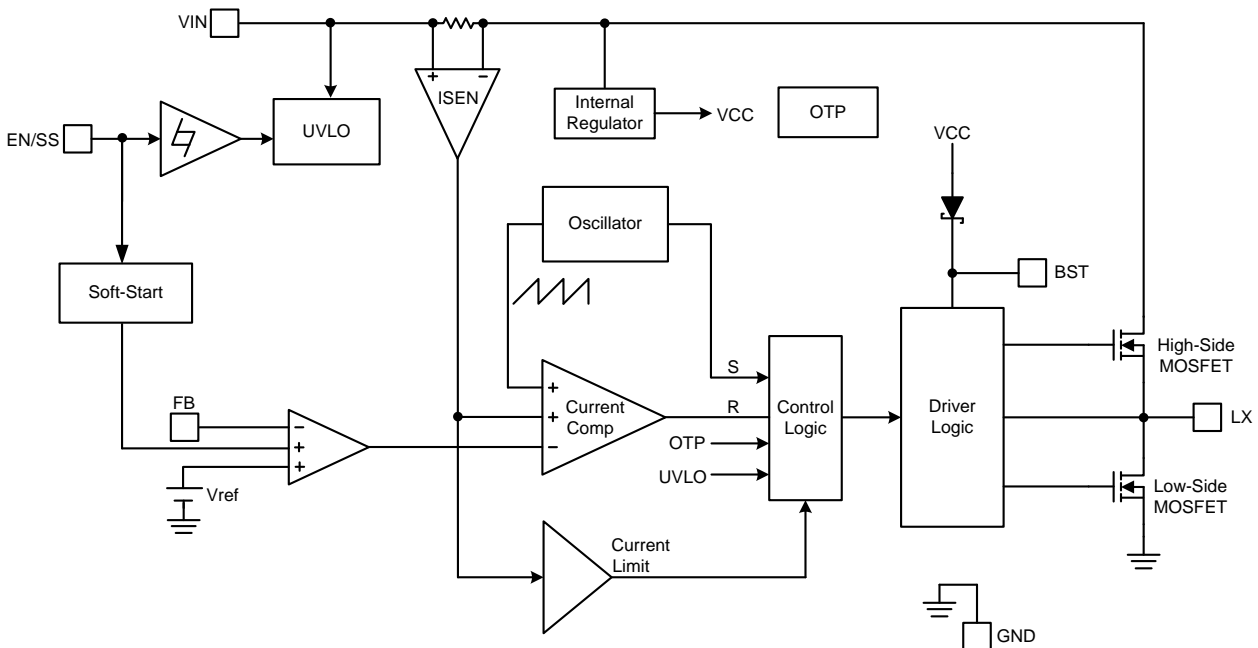 VIN
+
−
ISEN
EN/SS
UVLO
Internal
Regulator
VCC
OTP
VCC
Oscillator
Soft-Start
BST
High-Side
MOSFET
S
FB
−
+
+
+
+
−
Current
Comp
R
Control
Logic
Driver
Logic
LX
OTP
UVLO
Vref
Low-Side
MOSFET
Current
Limit
GND